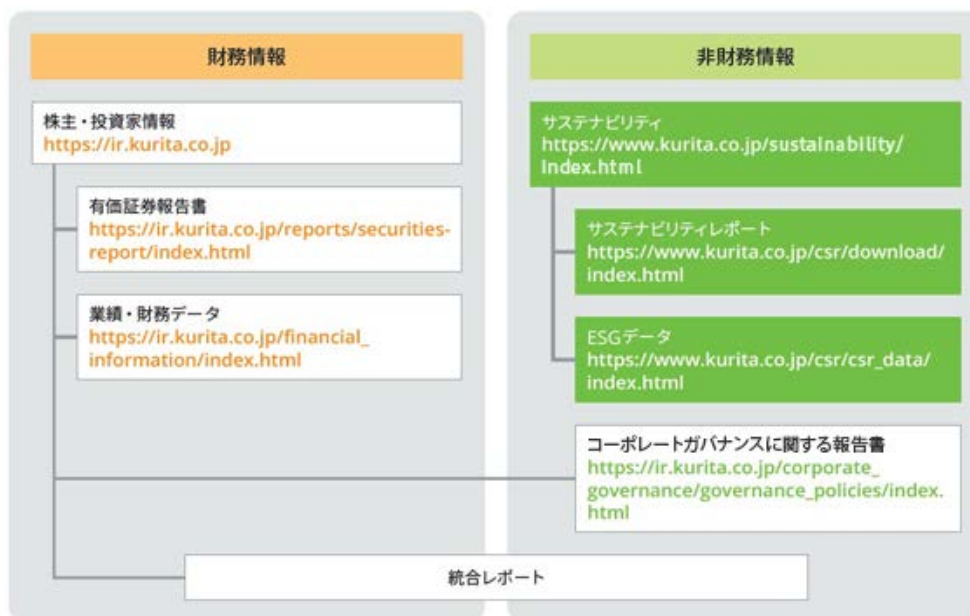 財務情報
株主・投資家情報
https://ir.kurita.co.jp
有価証券報告書
https://ir.kurita.co.jp/reports/securities-
report/index.html
業績・財務データ
https://ir.kurita.co.jp/financial_
information/index.html
非財務情報
サステナビリティ
https://www.kurita.co.jp/sustainability/
index.html
サステナビリティレポート
https://www.kurita.co.jp/csr/download/
index.html
ESGデータ
https://www.kurita.co.jp/csr/csr_data/
index.html
コーポレートガバナンスに関する報告書
https://ir.kurita.co.jp/corporate_
governance/governance_policies/index.
html
統合レポート